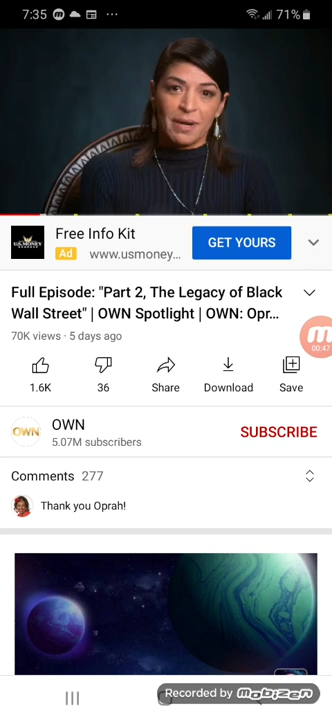 7:35
71%
Free Info Kit
Ad www.usmoney...
GET YOURS
U.S. MONEY
Full Episode: "Part 2, The Legacy of Black
Wall Street" | OWN Spotlight | OWN: Opr...
70K views · 5 days ago
00:47
1.6K
36
Share
Download
Save
OWN
OWN
5.07M subscribers
SUBSCRIBE
Comments 277
Thank you Oprah!
Recorded by mobizen